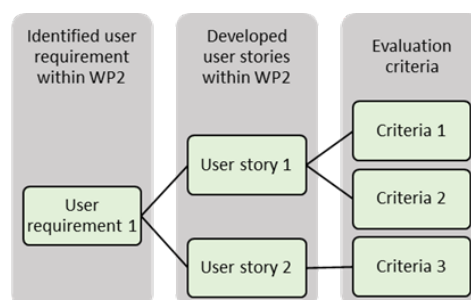 Identified user
requirement
within WP2
Developed
user stories
within WP2
Evaluation
criteria
User
requirement 1
User story 1
User story 2
Criteria 1
Criteria 2
Criteria 3